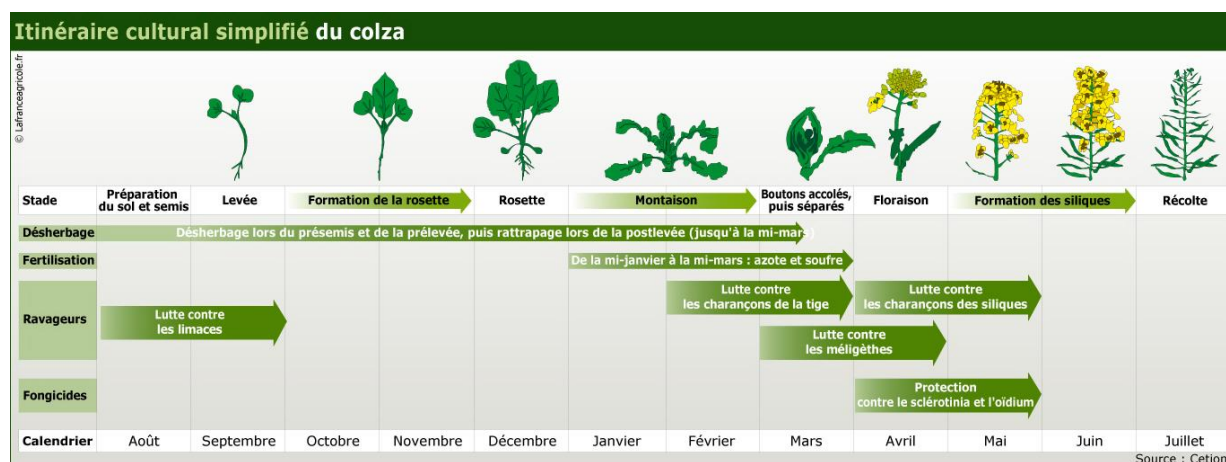 Itinéraire cultural simplifié du colza
© Lafranceagricole.fr
Stade
Préparation
du sol et semis
Levée
Formation de la rosette
Rosette
Montaison
Boutons accolés,
puis séparés
Floraison
Formation des siliques
Récolte
Désherbage
Désherbage lors du présemis et de la prélevée, puis rattrapage lors de la postlevée (jusqu'à la mi-mars)
Fertilisation
De la mi-janvier à la mi-mars : azote et soufre
Ravageurs
Lutte contre
les limaces
Lutte contre
les charançons de la tige
Lutte contre
les charançons des siliques
Lutte contre
les méligèthes
Fongicides
Protection
contre le sclérotinia et l'oïdium
Calendrier
Août
Septembre
Octobre
Novembre
Décembre
Janvier
Février
Mars
Avril
Mai
Juin
Juillet
Source : Cetiom